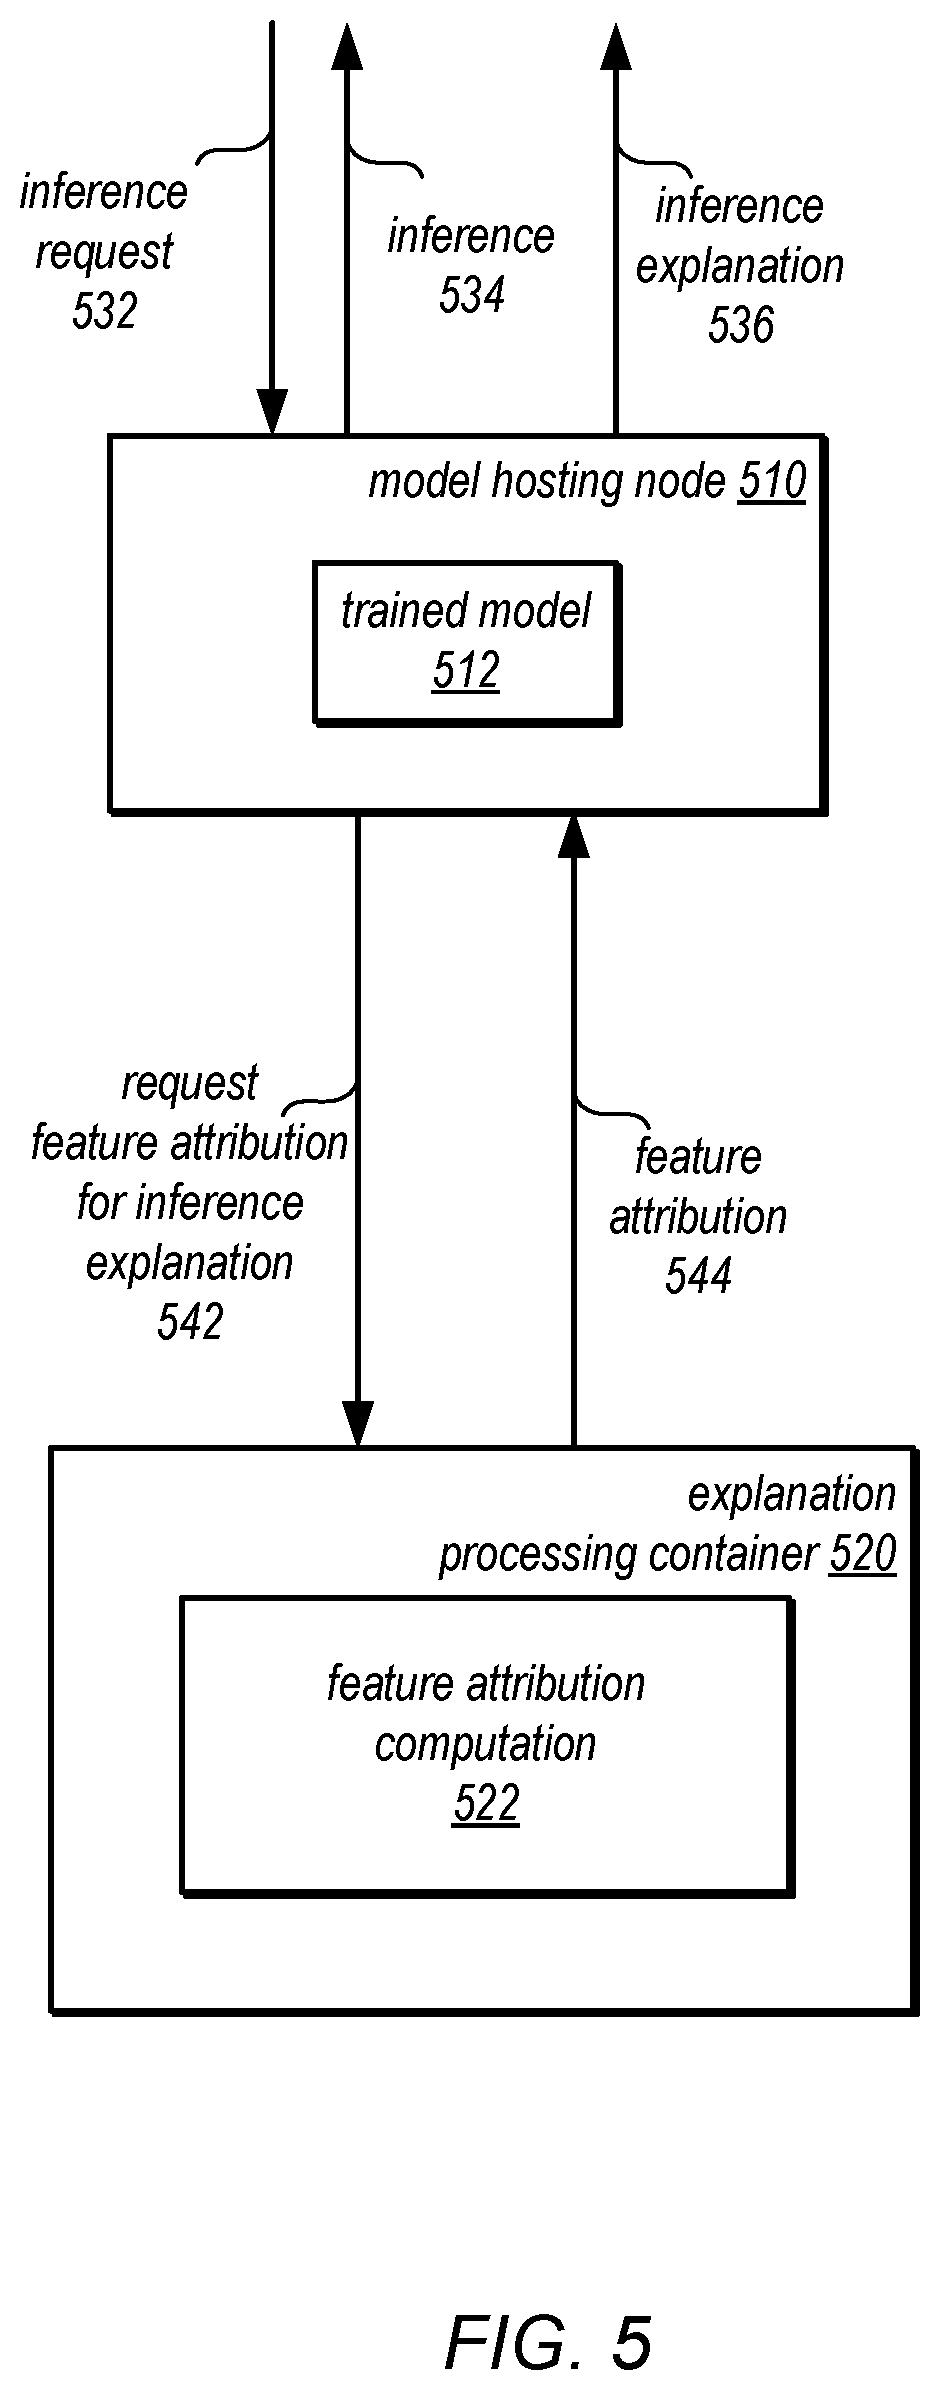 inference
request
532
inference
534
inference
explanation
536
model hosting node 510
trained model
512
request
feature attribution
for inference
explanation
542
feature
attribution
544
explanation
processing container 520
feature attribution
computation
522
FIG. 5